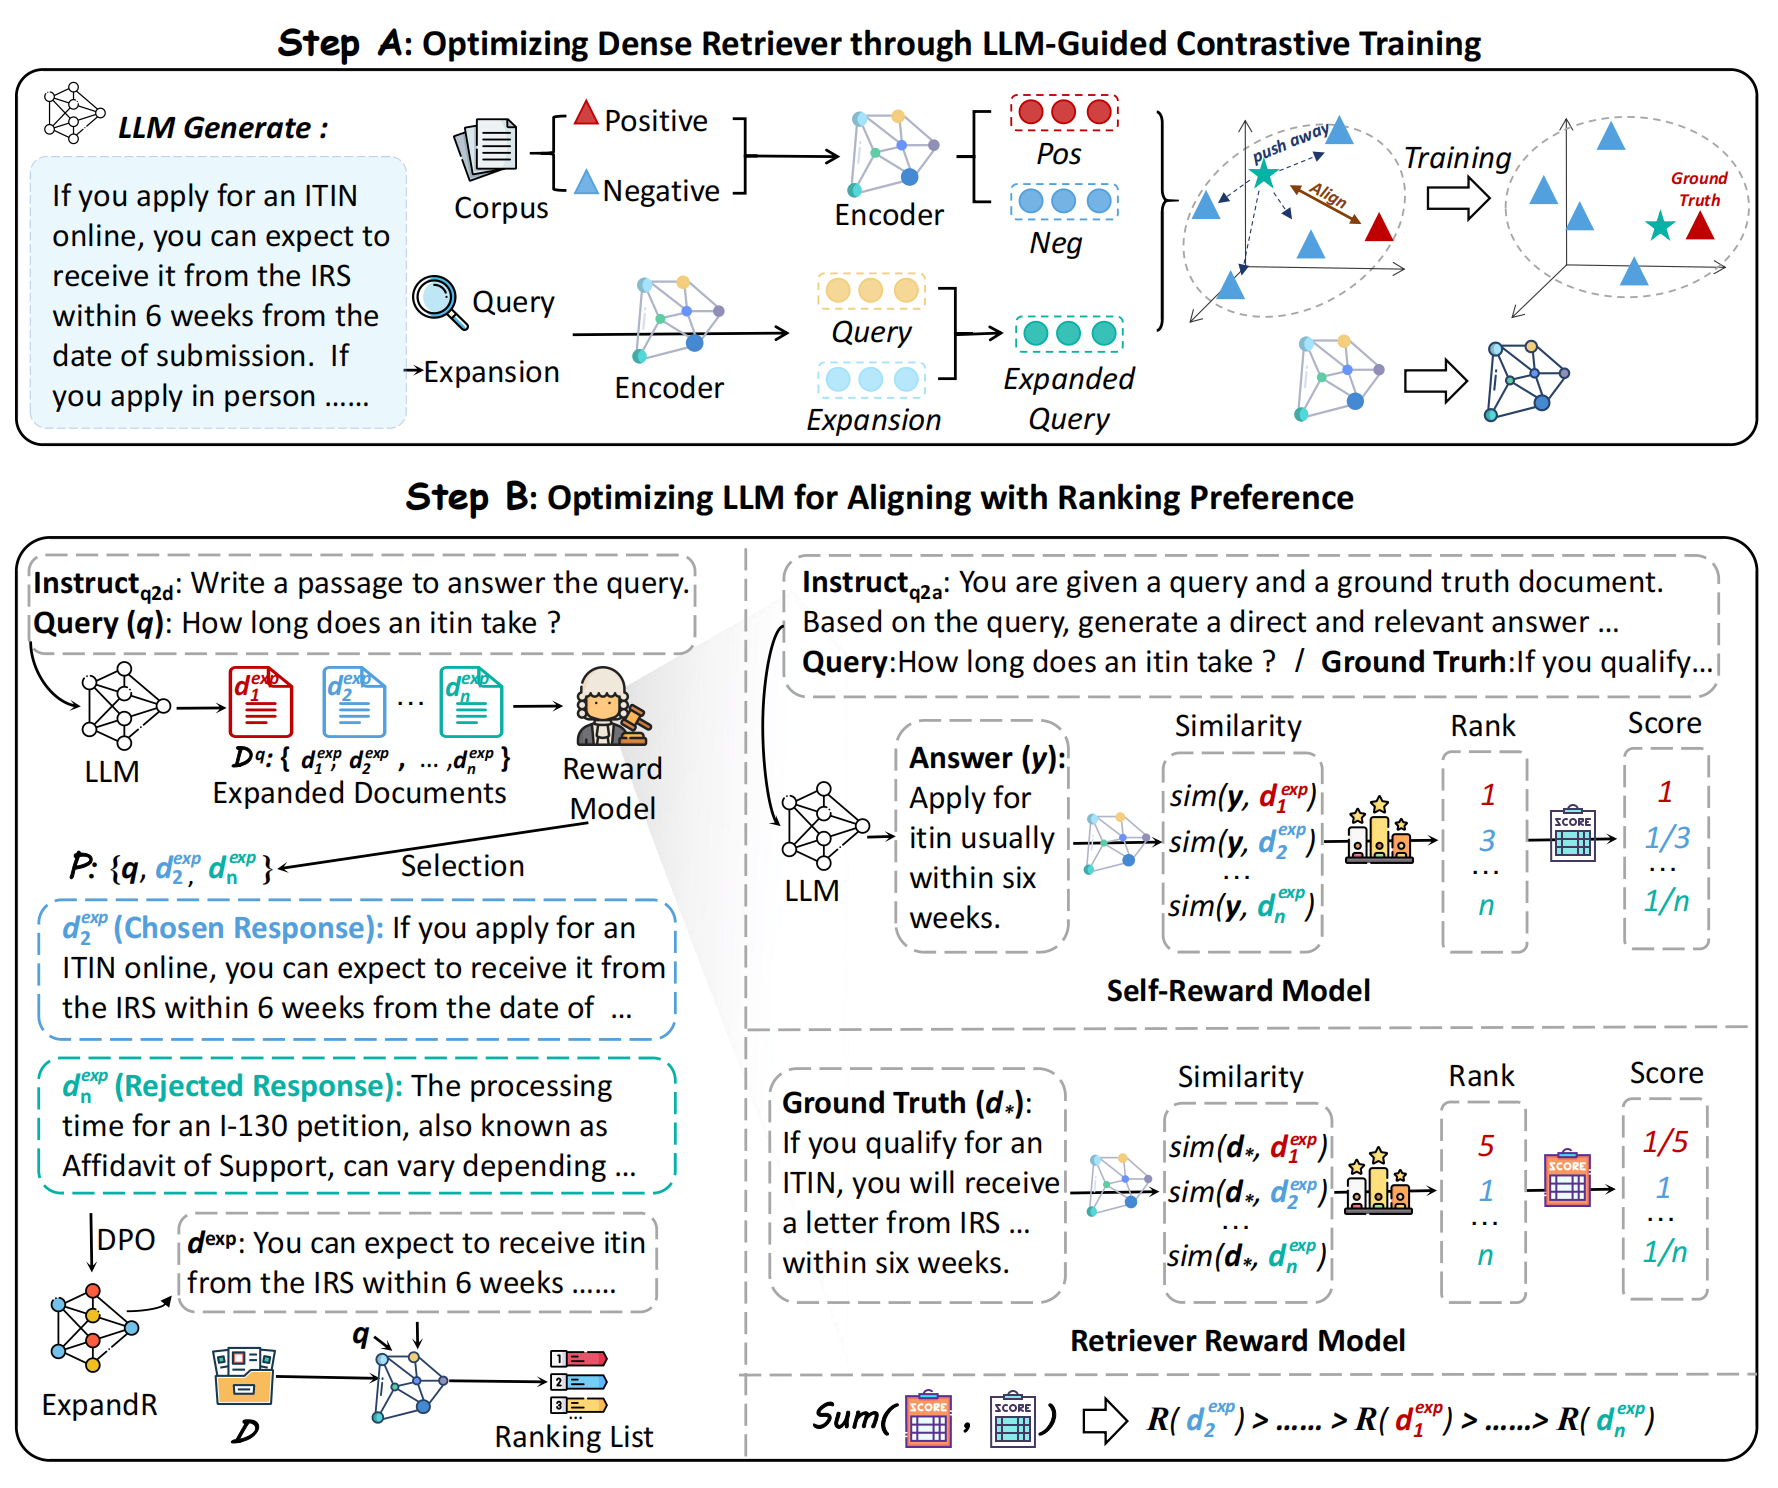 Step A: Optimizing Dense Retriever through LLM-Guided Contrastive Training
LLM Generate :
If you apply for an ITIN
online, you can expect to
receive it from the IRS
within 6 weeks from the
date of submission. If
you apply in person ......
Corpus
Positive
Negative
Encoder
Pos
Neg
Query
Expansion
Encoder
Query
Expansion
Expanded
Query
push away
Align
Training
Ground
Truth
Step B: Optimizing LLM for Aligning with Ranking Preference
Instruct_q2d: Write a passage to answer the query.
Query (q): How long does an itin take ?
LLM
d_1^exp
d_2^exp
...
d_n^exp
D^q: { d_1^exp, d_2^exp , ... ,d_n^exp }
Expanded Documents
Reward
Model
P: {q, d_2^exp, d_n^exp }
Selection
d_2^exp (Chosen Response): If you apply for an
ITIN online, you can expect to receive it from
the IRS within 6 weeks from the date of ...
d_n^exp (Rejected Response): The processing
time for an I-130 petition, also known as
Affidavit of Support, can vary depending ...
DPO
d^exp: You can expect to receive itin
from the IRS within 6 weeks ......
ExpandR
q
D
1
2
3
...
Ranking List
Instruct_q2a: You are given a query and a ground truth document.
Based on the query, generate a direct and relevant answer ...
Query:How long does an itin take ? / Ground Trurh:If you qualify...
LLM
Answer (y):
Apply for
itin usually
within six
weeks.
Similarity
sim(y, d_1^exp)
sim(y, d_2^exp)
...
sim(y, d_n^exp)
Rank
1
3
...
n
SCORE
Score
1
1/3
...
1/n
Self-Reward Model
Ground Truth (d_*):
If you qualify for an
ITIN, you will receive
a letter from IRS ...
within six weeks.
Similarity
sim(d_*, d_1^exp)
sim(d_*, d_2^exp)
...
sim(d_*, d_n^exp)
Rank
5
1
...
n
SCORE
Score
1/5
1
...
1/n
Retriever Reward Model
Sum( SCORE , SCORE )
R( d_2^exp) > ...... > R( d_1^exp) > ......> R( d_n^exp)